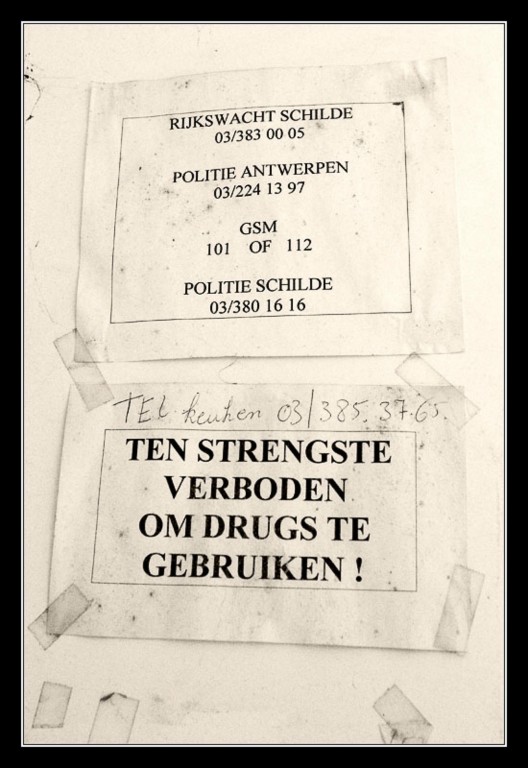 RIJKSWACHT SCHILDE
03/383 00 05
POLITIE ANTWERPEN
03/224 13 97
GSM
101 OF 112
POLITIE SCHILDE
03/380 16 16
TEL. keuken 03/385.37.65.
TEN STRENGSTE
VERBODEN
OM DRUGS TE
GEBRUIKEN !